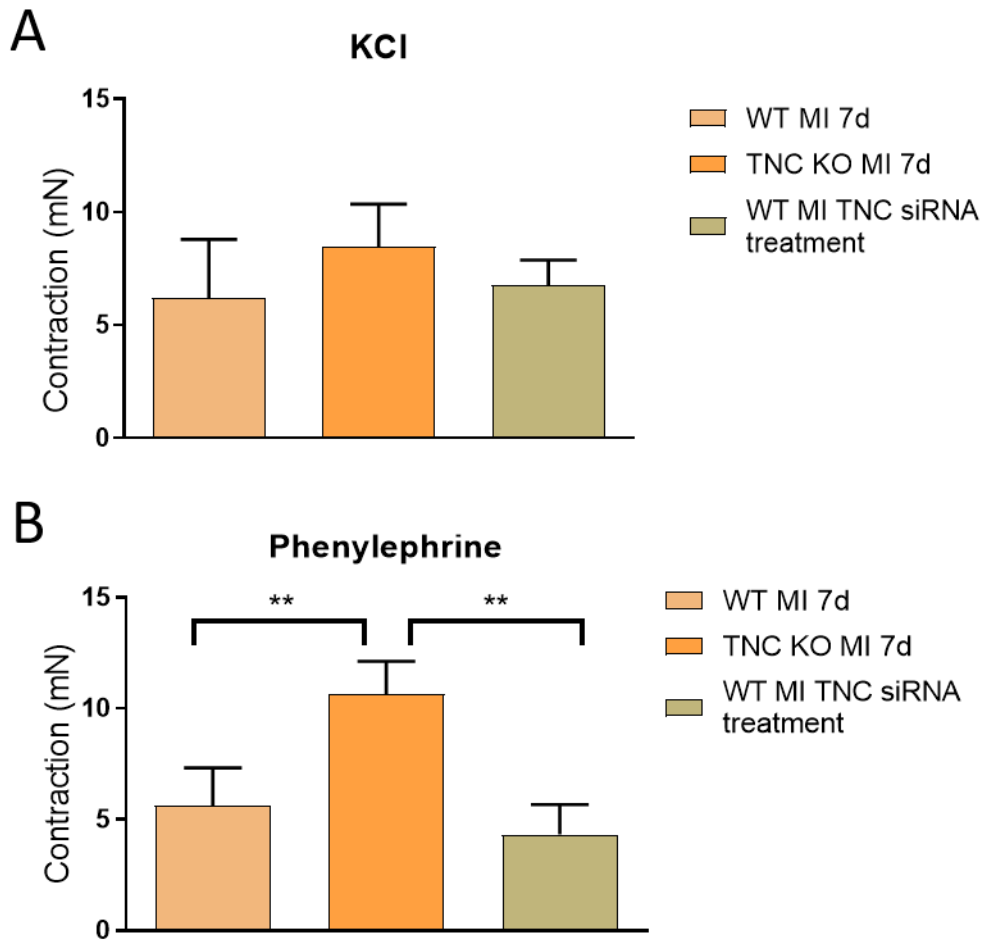 A
KCl
15
10
5
0
Contraction (mN)
WT MI 7d
TNC KO MI 7d
WT MI TNC siRNA
treatment
B
Phenylephrine
15
10
5
0
Contraction (mN)
**
**
WT MI 7d
TNC KO MI 7d
WT MI TNC siRNA
treatment